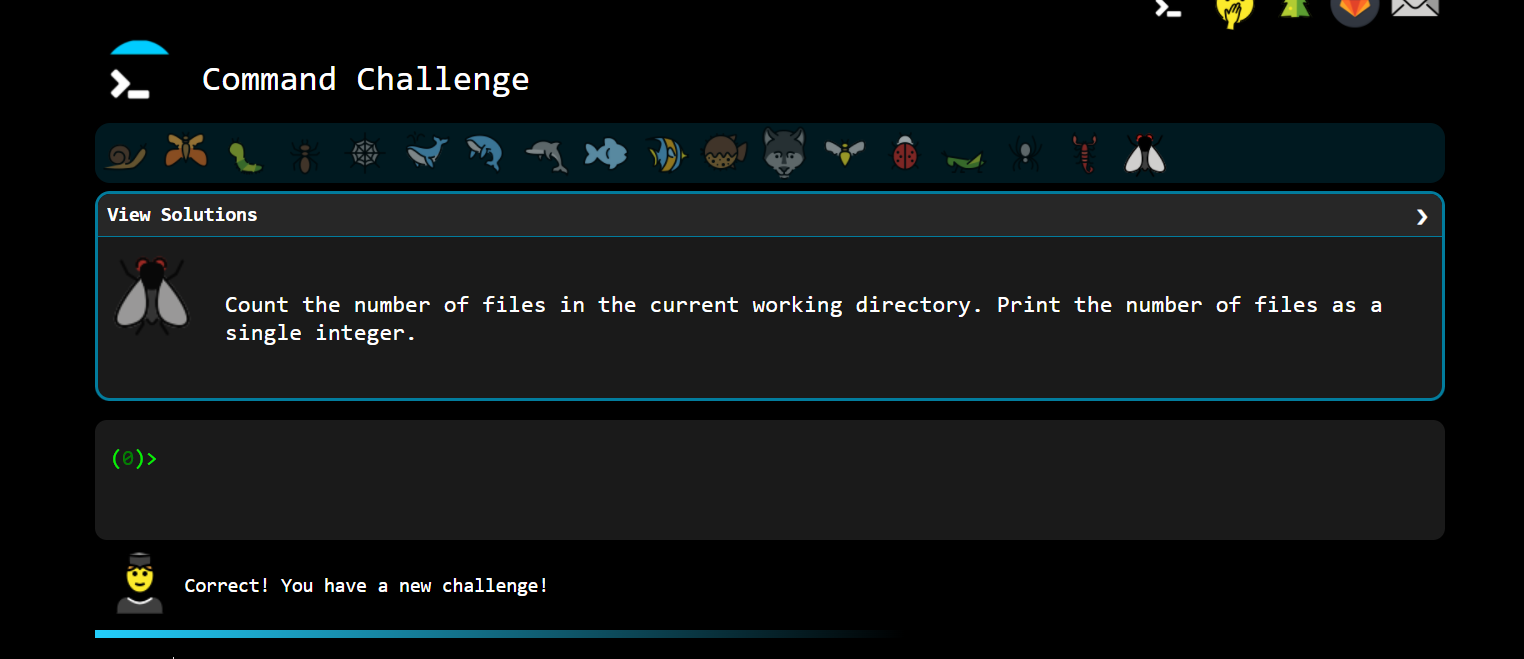 Command Challenge
View Solutions
Count the number of files in the current working directory. Print the number of files as a
single integer.
(0)>
Correct! You have a new challenge!